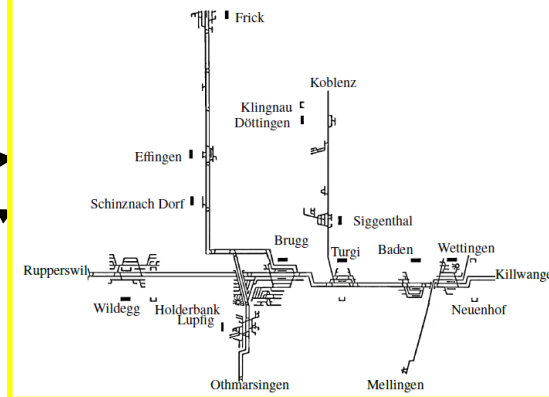 Frick
Koblenz
Klingnau
Döttingen
Effingen
Schinznach Dorf
Siggenthal
Brugg
Turgi
Baden
Wettingen
Rupperswil
Killwange
Wildegg
Holderbank
Lupfig
Neuenhof
Othmarsingen
Mellingen